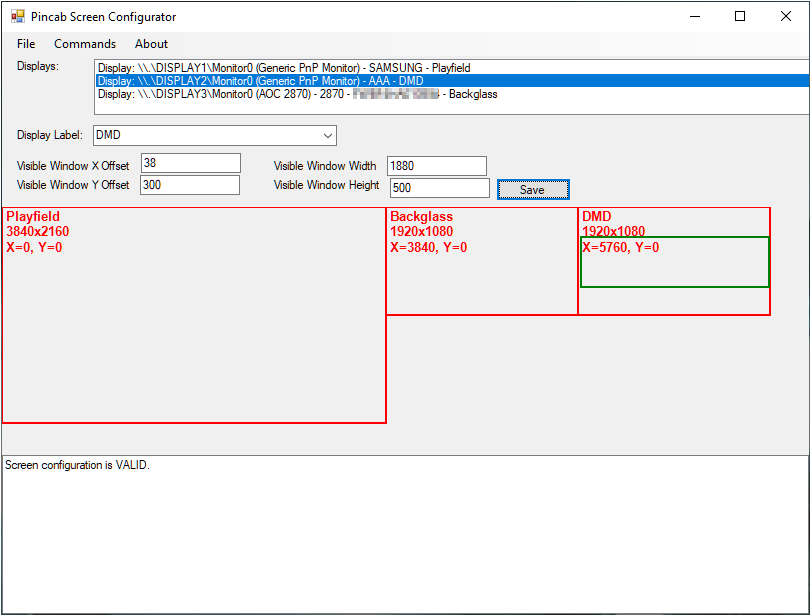 Pincab Screen Configurator
File Commands About
Displays:
Display: \\.\DISPLAY1\Monitor0 (Generic PnP Monitor) - SAMSUNG - Playfield
Display: \\.\DISPLAY2\Monitor0 (Generic PnP Monitor) - AAA - DMD
Display: \\.\DISPLAY3\Monitor0 (AOC 2870) - 2870 - - Backglass
Display Label: DMD
Visible Window X Offset 38 Visible Window Width 1880
Visible Window Y Offset 300 Visible Window Height 500 Save
Playfield Backglass DMD
3840x2160 1920x1080 1920x1080
X=0, Y=0 X=3840, Y=0 X=5760, Y=0
Screen configuration is VALID.